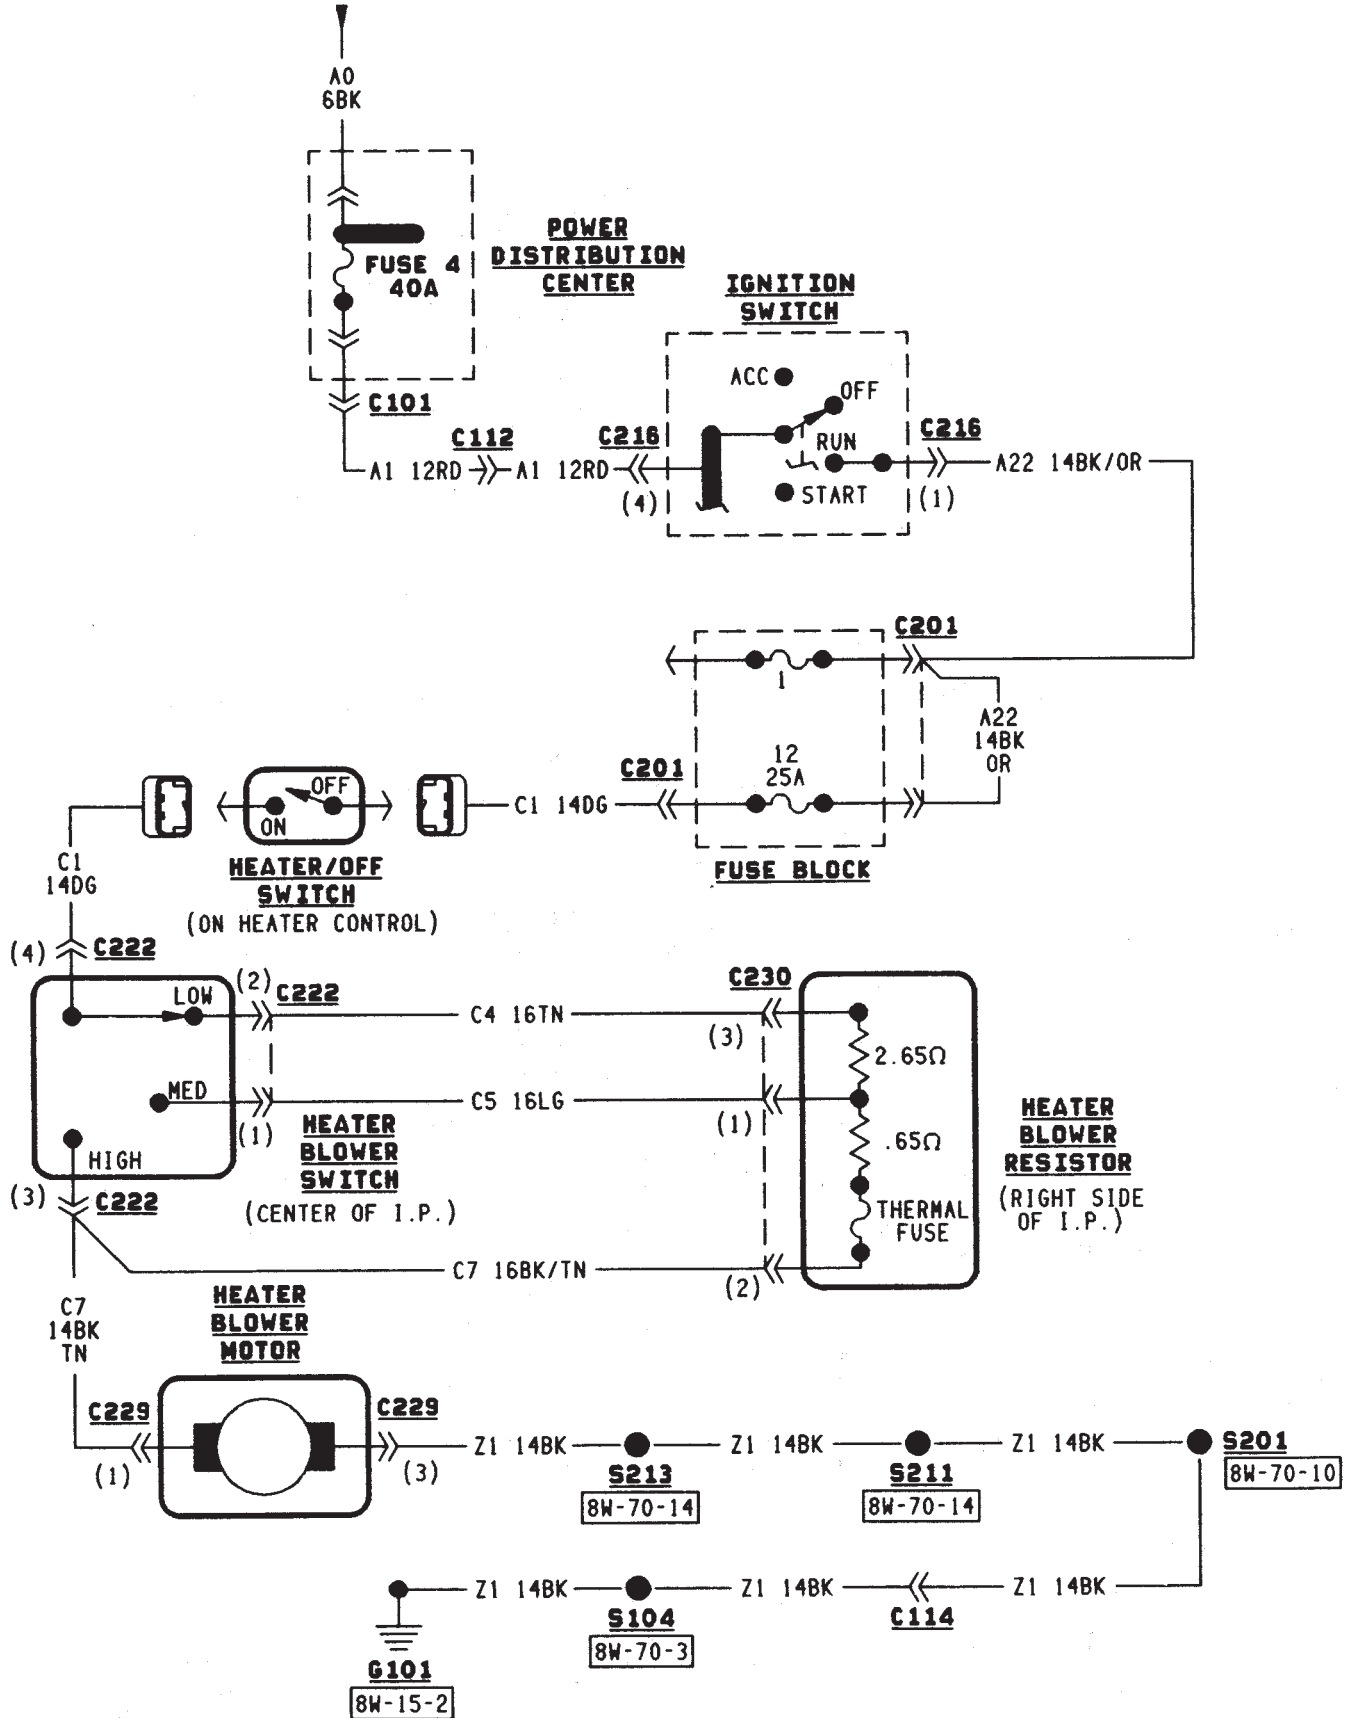 A0
6BK
POWER
DISTRIBUTION
CENTER
FUSE 4
40A
IGNITION
SWITCH
ACC
OFF
RUN
START
C101
C112
C216
C216
A1 12RD
A1 12RD
(4)
(1)
A22 14BK/OR
C201
1
A22
14BK
OR
12
25A
C201
C1 14DG
FUSE BLOCK
OFF
ON
HEATER/OFF
SWITCH
(ON HEATER CONTROL)
C1
14DG
(4)
C222
LOW
(2)
C222
C4 16TN
C230
(3)
2.65Ω
MED
(1)
C5 16LG
(1)
.65Ω
HIGH
HEATER
BLOWER
SWITCH
(CENTER OF I.P.)
HEATER
BLOWER
RESISTOR
(RIGHT SIDE
OF I.P.)
THERMAL
FUSE
(3)
C222
C7 16BK/TN
(2)
C7
14BK
TN
HEATER
BLOWER
MOTOR
C229
C229
(1)
(3)
Z1 14BK
Z1 14BK
Z1 14BK
S213
8W-70-14
S211
8W-70-14
S201
8W-70-10
Z1 14BK
Z1 14BK
Z1 14BK
S104
8W-70-3
C114
G101
8W-15-2